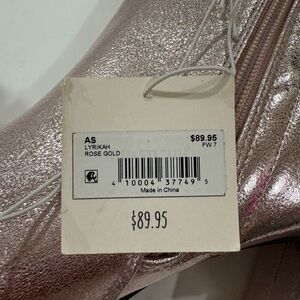 AS $89.95
LYRIKAH FW 7
ROSE GOLD
4 10004 37749 5
Made in China
$89.95